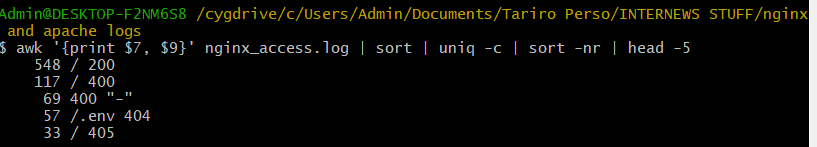 Admin@DESKTOP-F2NM6S8 /cygdrive/c/Users/Admin/Documents/Tariro Perso/INTERNEWS STUFF/nginx
and apache logs
$ awk '{print $7, $9}' nginx_access.log | sort | uniq -c | sort -nr | head -5
548 / 200
117 / 400
69 400 "-"
57 /.env 404
33 / 405